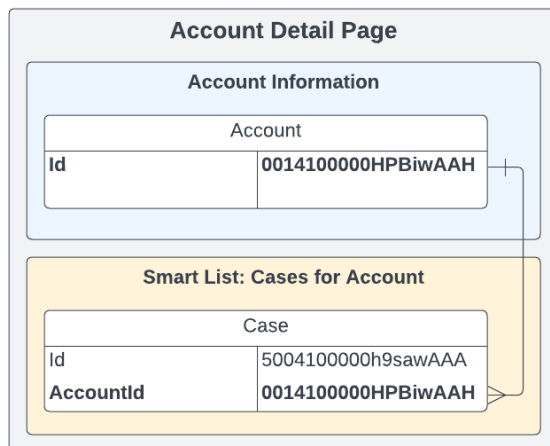 Account Detail Page
Account Information
Account
Id 0014100000HPBiwAAH
Smart List: Cases for Account
Case
Id 5004100000h9sawAAA
AccountId 0014100000HPBiwAAH